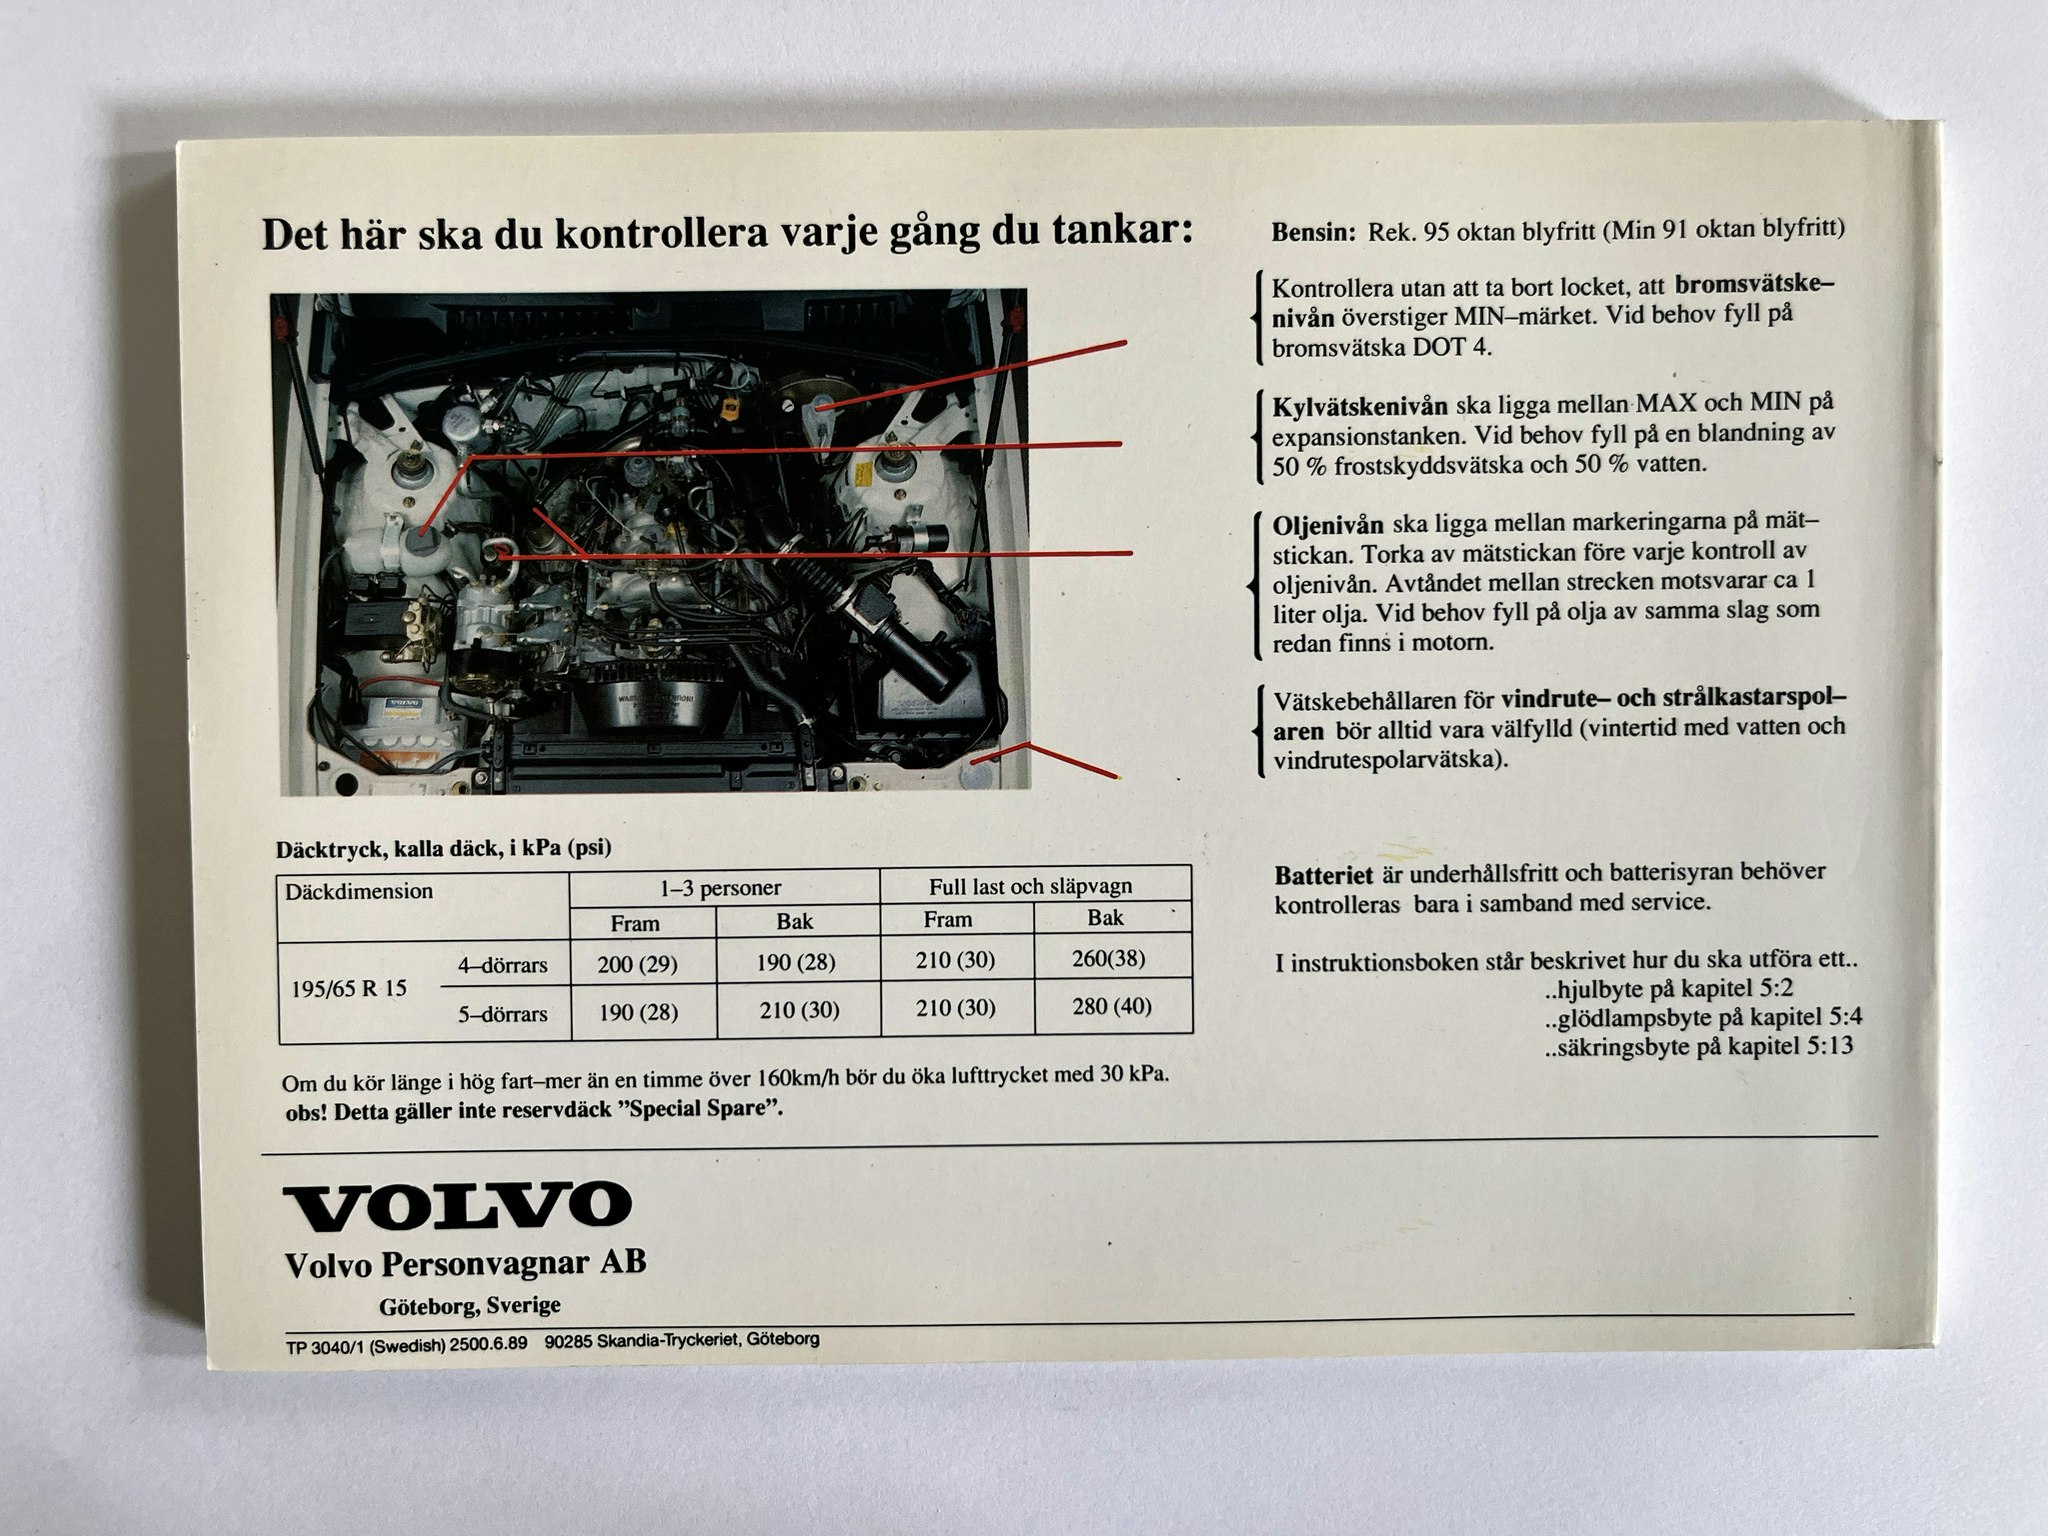 Det här ska du kontrollera varje gång du tankar:
Bensin: Rek. 95 oktan blyfritt (Min 91 oktan blyfritt)
Kontrollera utan att ta bort locket, att bromsvätske–
nivån överstiger MIN–märket. Vid behov fyll på
bromsvätska DOT 4.
Kylvätskenivån ska ligga mellan MAX och MIN på
expansionstanken. Vid behov fyll på en blandning av
50 % frostskyddsvätska och 50 % vatten.
Oljenivån ska ligga mellan markeringarna på mät–
stickan. Torka av mätstickan före varje kontroll av
oljenivån. Avtåndet mellan strecken motsvarar ca 1
liter olja. Vid behov fyll på olja av samma slag som
redan finns i motorn.
Vätskebehållaren för vindrute– och strålkastarspol–
aren bör alltid vara välfylld (vintertid med vatten och
vindrutespolarvätska).
VOLVO
Däcktryck, kalla däck, i kPa (psi)
Däckdimension 1–3 personer Full last och släpvagn
Fram Bak Fram Bak
195/65 R 15
4–dörrars 200 (29) 190 (28) 210 (30) 260(38)
5–dörrars 190 (28) 210 (30) 210 (30) 280 (40)
Om du kör länge i hög fart–mer än en timme över 160km/h bör du öka lufttrycket med 30 kPa.
obs! Detta gäller inte reservdäck ”Special Spare”.
Batteriet är underhållsfritt och batterisyran behöver
kontrolleras bara i samband med service.
I instruktionsboken står beskrivet hur du ska utföra ett..
..hjulbyte på kapitel 5:2
..glödlampsbyte på kapitel 5:4
..säkringsbyte på kapitel 5:13
VOLVO
Volvo Personvagnar AB
Göteborg, Sverige
TP 3040/1 (Swedish) 2500.6.89 90285 Skandia-Tryckeriet, Göteborg